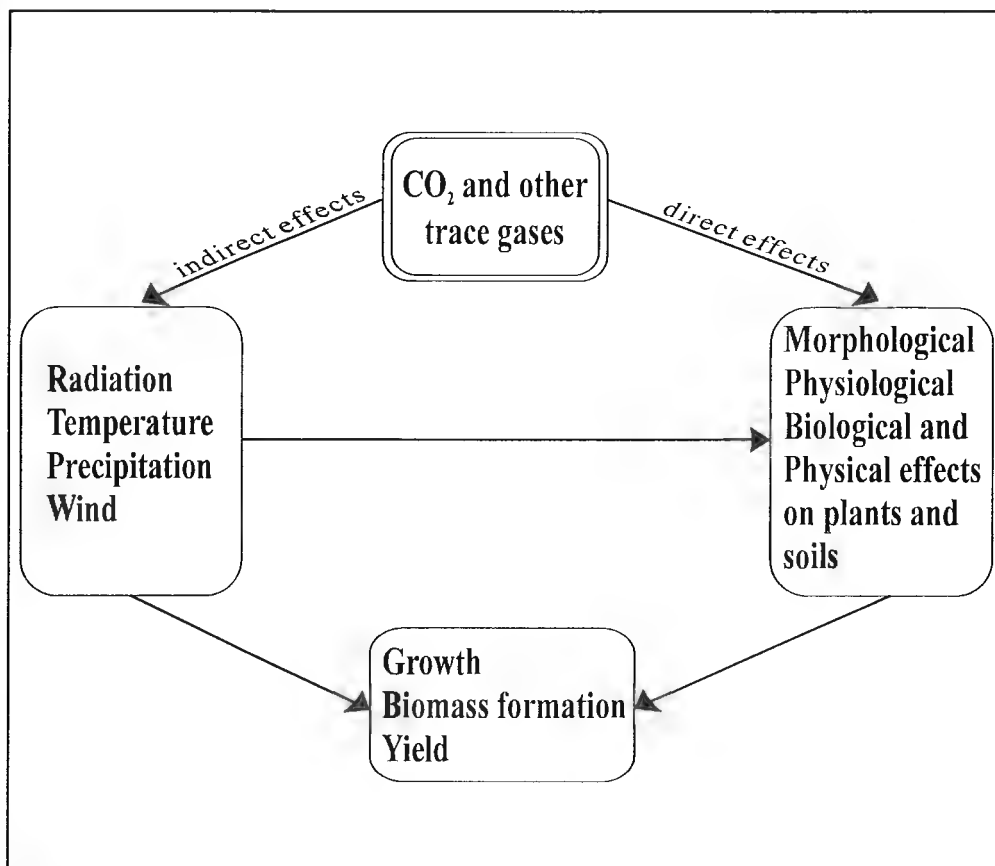 CO₂ and other
trace gases
indirect effects
direct effects
Radiation
Temperature
Precipitation
Wind
Morphological
Physiological
Biological and
Physical effects
on plants and
soils
Growth
Biomass formation
Yield